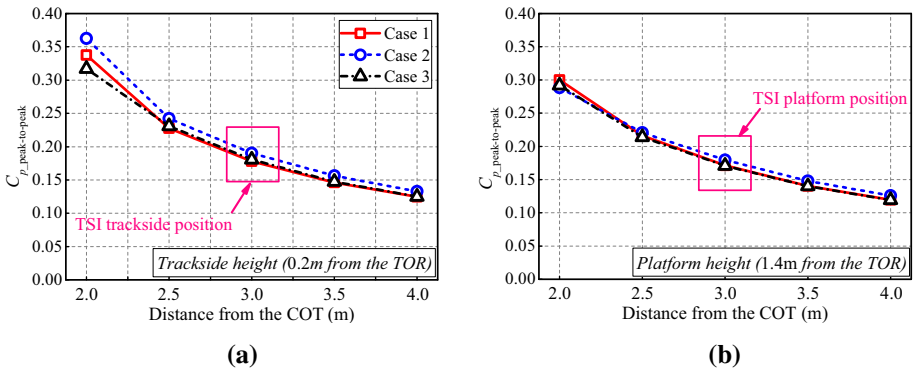 0.40
0.35
0.30
0.25
0.20
0.15
0.10
0.05
0.00
C_p_peak-to-peak
(a)
Case 1
Case 2
Case 3
TSI trackside position
Trackside height (0.2m from the TOR)
2.0 2.5 3.0 3.5 4.0
Distance from the COT (m)
(a)
0.40
0.35
0.30
0.25
0.20
0.15
0.10
0.05
0.00
C_p_peak-to-peak
(b)
TSI platform position
Platform height (1.4m from the TOR)
2.0 2.5 3.0 3.5 4.0
Distance from the COT (m)
(b)